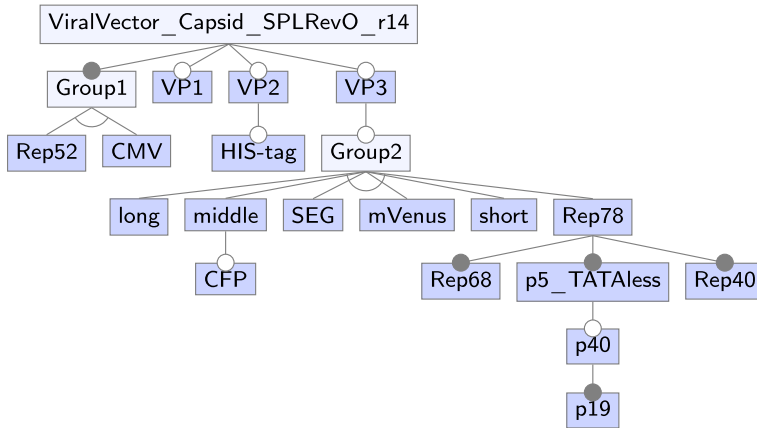 ViralVector_Capsid_SPLRevO_r14
Group1 VP1 VP2 VP3
Rep52 CMV HIS-tag Group2
long middle SEG mVenus short Rep78
CFP Rep68 p5_TATAless Rep40
p40
p19